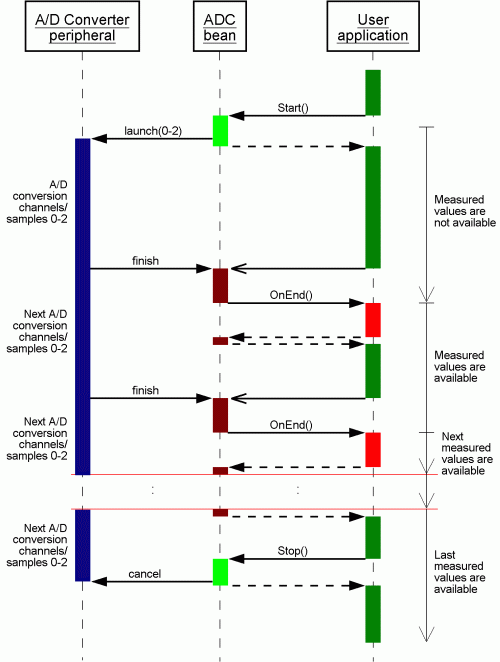 A/D Converter
peripheral
ADC
bean
User
application
Start()
launch(0-2)
A/D
conversion
channels/
samples 0-2
Measured
values are
not available
finish
OnEnd()
Next A/D
conversion
channels/
samples 0-2
Measured
values are
available
finish
OnEnd()
Next A/D
conversion
channels/
samples 0-2
Next
measured
values are
available
:
:
Next A/D
conversion
channels/
samples 0-2
Stop()
cancel
Last
measured
values are
available